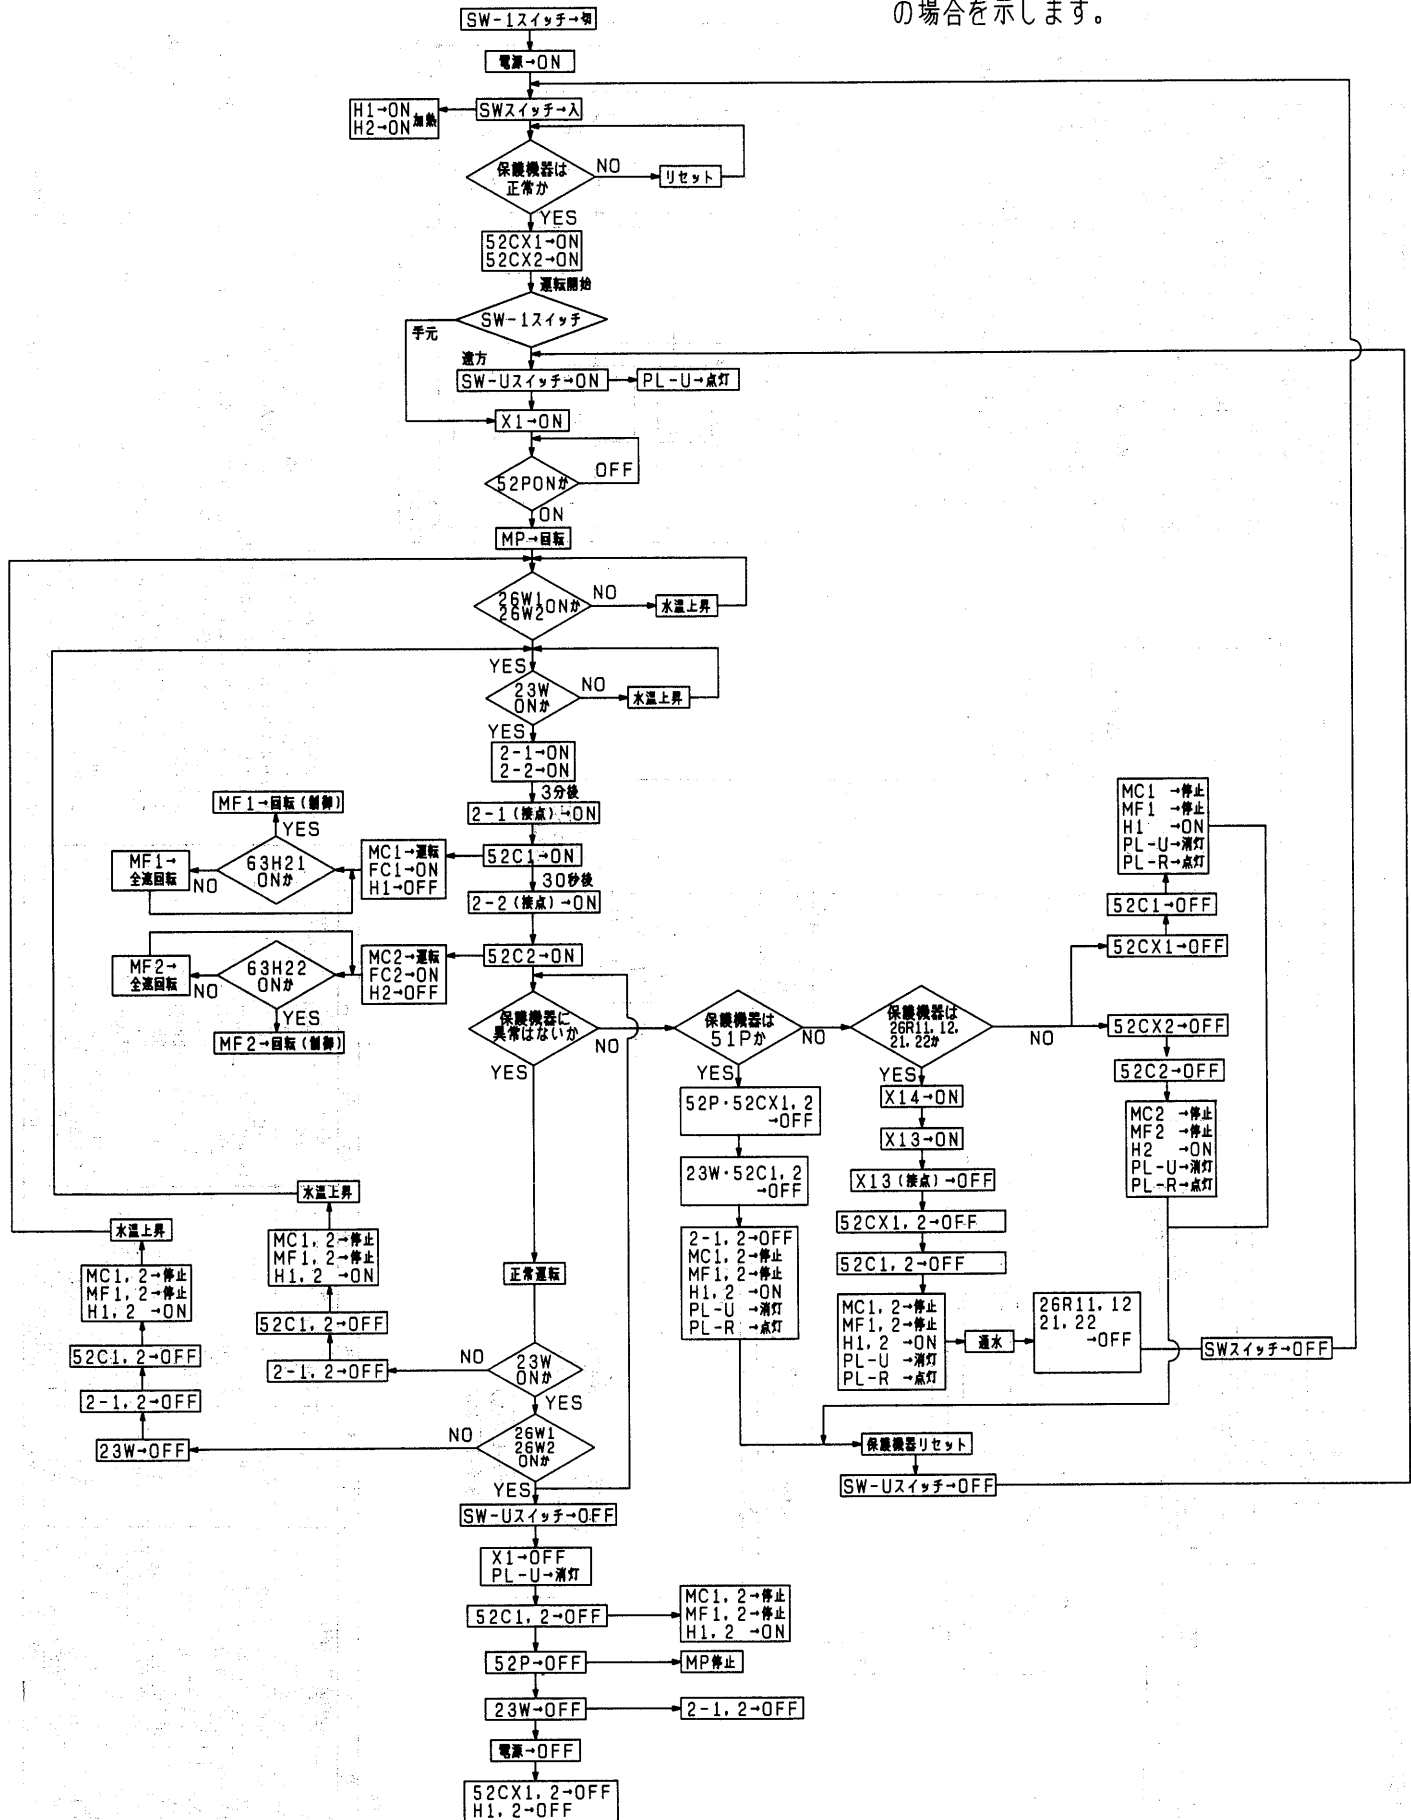 の場合を示します。
SW-1スイッチ→切
電源→ON
SWスイッチ→入
H1→ON
H2→ON
加熱
保護機器は
正常か
NO
リセット
YES
52CX1→ON
52CX2→ON
運転開始
SW-1スイッチ
手元
遠方
SW-Uスイッチ→ON
PL-U→点灯
X1→ON
52PONか
OFF
ON
MP→回転
26W1
26W2
ONか
NO
水温上昇
YES
23W
ONか
NO
水温上昇
YES
2-1→ON
2-2→ON
3分後
2-1(接点)→ON
52C1→ON
MC1→運転
FC1→ON
H1→OFF
63H21
ONか
YES
MF1→回転(制御)
NO
MF1→
全速回転
30秒後
2-2(接点)→ON
52C2→ON
MC2→運転
FC2→ON
H2→OFF
63H22
ONか
NO
MF2→
全速回転
YES
MF2→回転(制御)
保護機器に
異常はないか
NO
YES
保護機器は
51Pか
NO
YES
52P・52CX1,2
→OFF
23W・52C1,2
→OFF
2-1,2→OFF
MC1,2→停止
MF1,2→停止
H1,2 →ON
PL-U →消灯
PL-R →点灯
保護機器は
26R11,12,
21,22か
NO
YES
X14→ON
X13→ON
X13(接点)→OFF
52CX1,2→OFF
52C1,2→OFF
MC1,2→停止
MF1,2→停止
H1,2 →ON
PL-U →消灯
PL-R →点灯
通水
26R11,12
21,22
→OFF
SWスイッチ→OFF
MC1 →停止
MF1 →停止
H1 →ON
PL-U→消灯
PL-R→点灯
52C1→OFF
52CX1→OFF
52CX2→OFF
52C2→OFF
MC2 →停止
MF2 →停止
H2 →ON
PL-U→消灯
PL-R→点灯
保護機器リセット
SW-Uスイッチ→OFF
正常運転
23W
ONか
NO
YES
2-1,2→OFF
52C1,2→OFF
MC1,2→停止
MF1,2→停止
H1,2 →ON
水温上昇
26W1
26W2
ONか
NO
YES
23W→OFF
2-1,2→OFF
52C1,2→OFF
MC1,2→停止
MF1,2→停止
H1,2 →ON
水温上昇
SW-Uスイッチ→OFF
X1→OFF
PL-U→消灯
52C1,2→OFF
MC1,2→停止
MF1,2→停止
H1,2 →ON
52P→OFF
MP停止
23W→OFF
2-1,2→OFF
電源→OFF
52CX1,2→OFF
H1,2→OFF